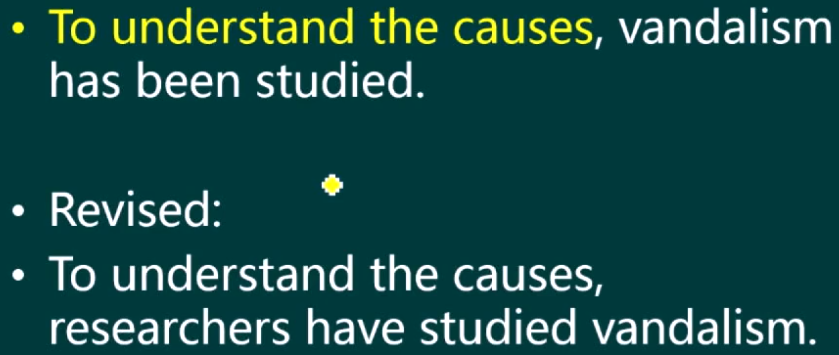 • To understand the causes, vandalism
has been studied.
• Revised:
• To understand the causes,
researchers have studied vandalism.